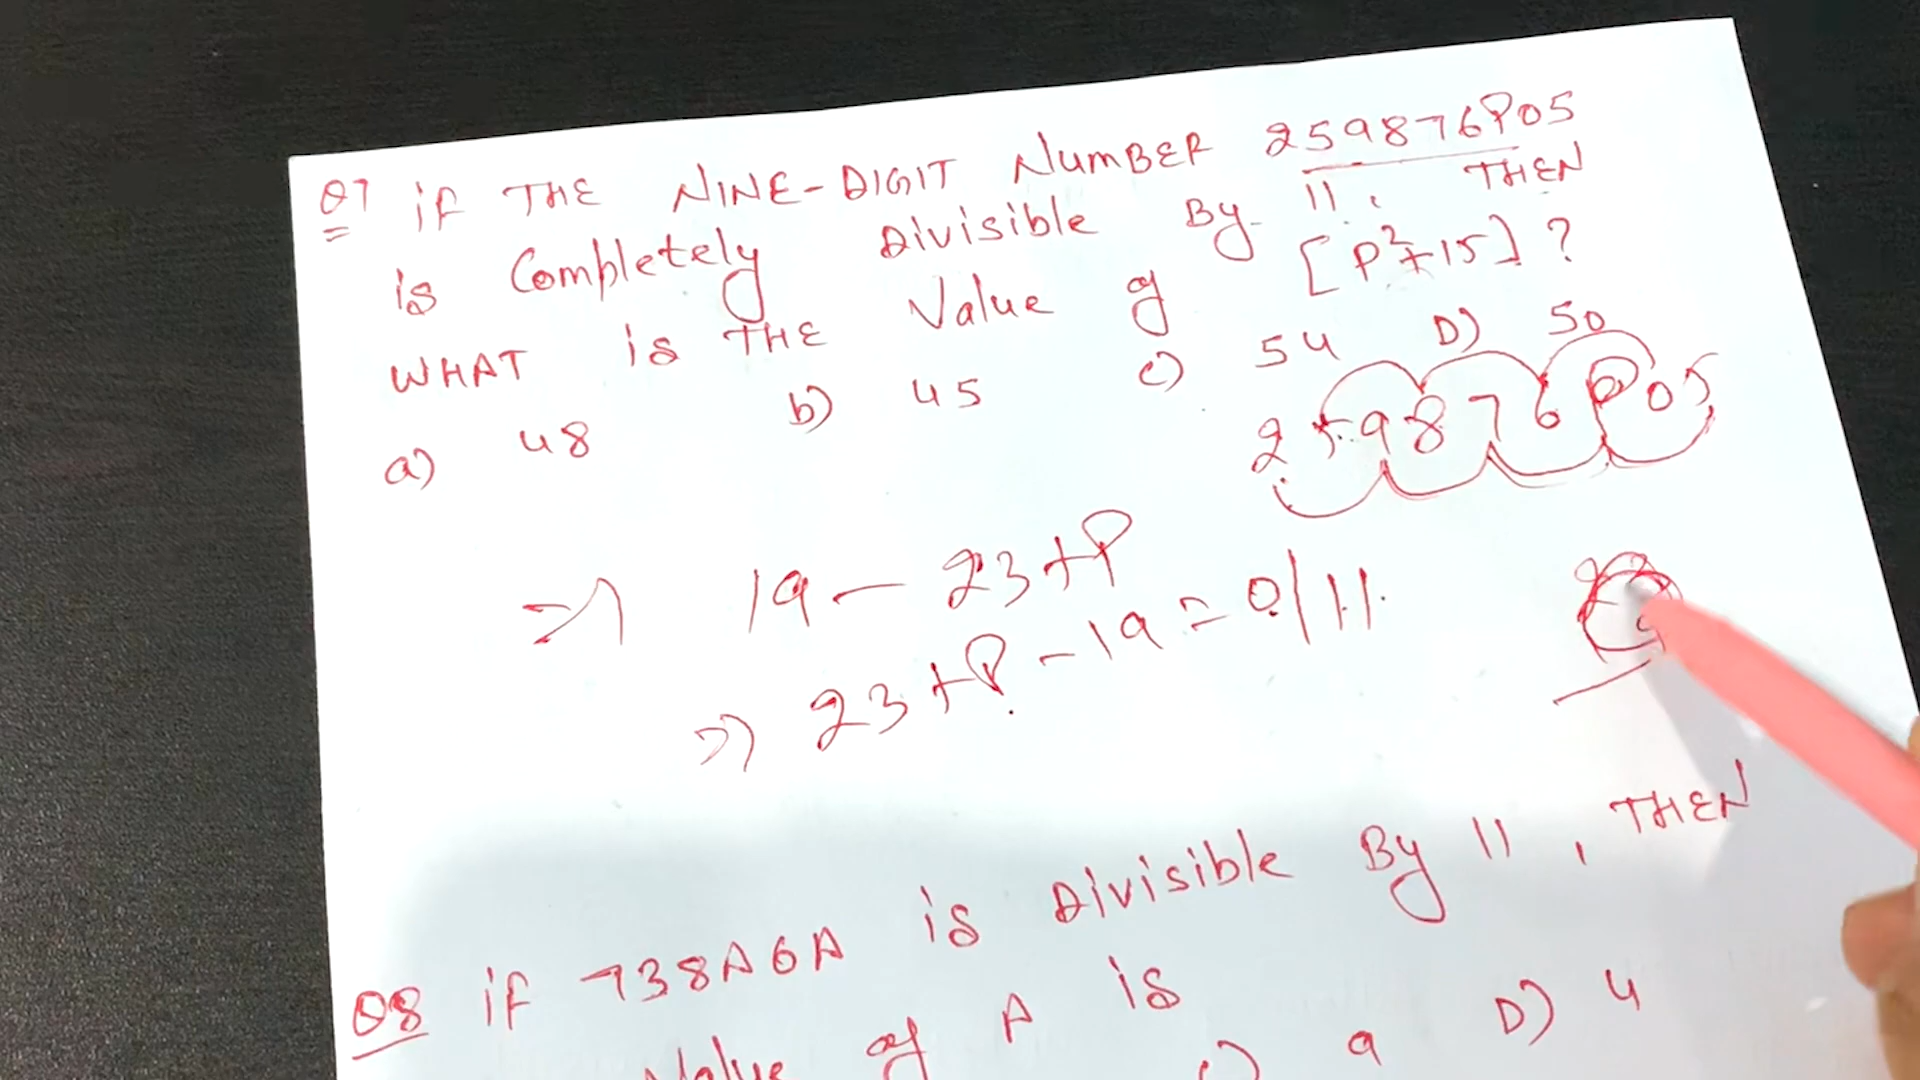 Q7 if THE NINE-DIGIT NUMBER 259876P05
is Completely Divisible By 11, THEN
WHAT is THE Value of [P²+15]?
a) 48 b) 45 c) 54 D) 50
259876P05
=>) 19 - 23+P
=>) 23+P-19 = 0/11
23
Q8 if 738A6A is Divisible By 11, THEN
Value of A is
c) 9 D) 4